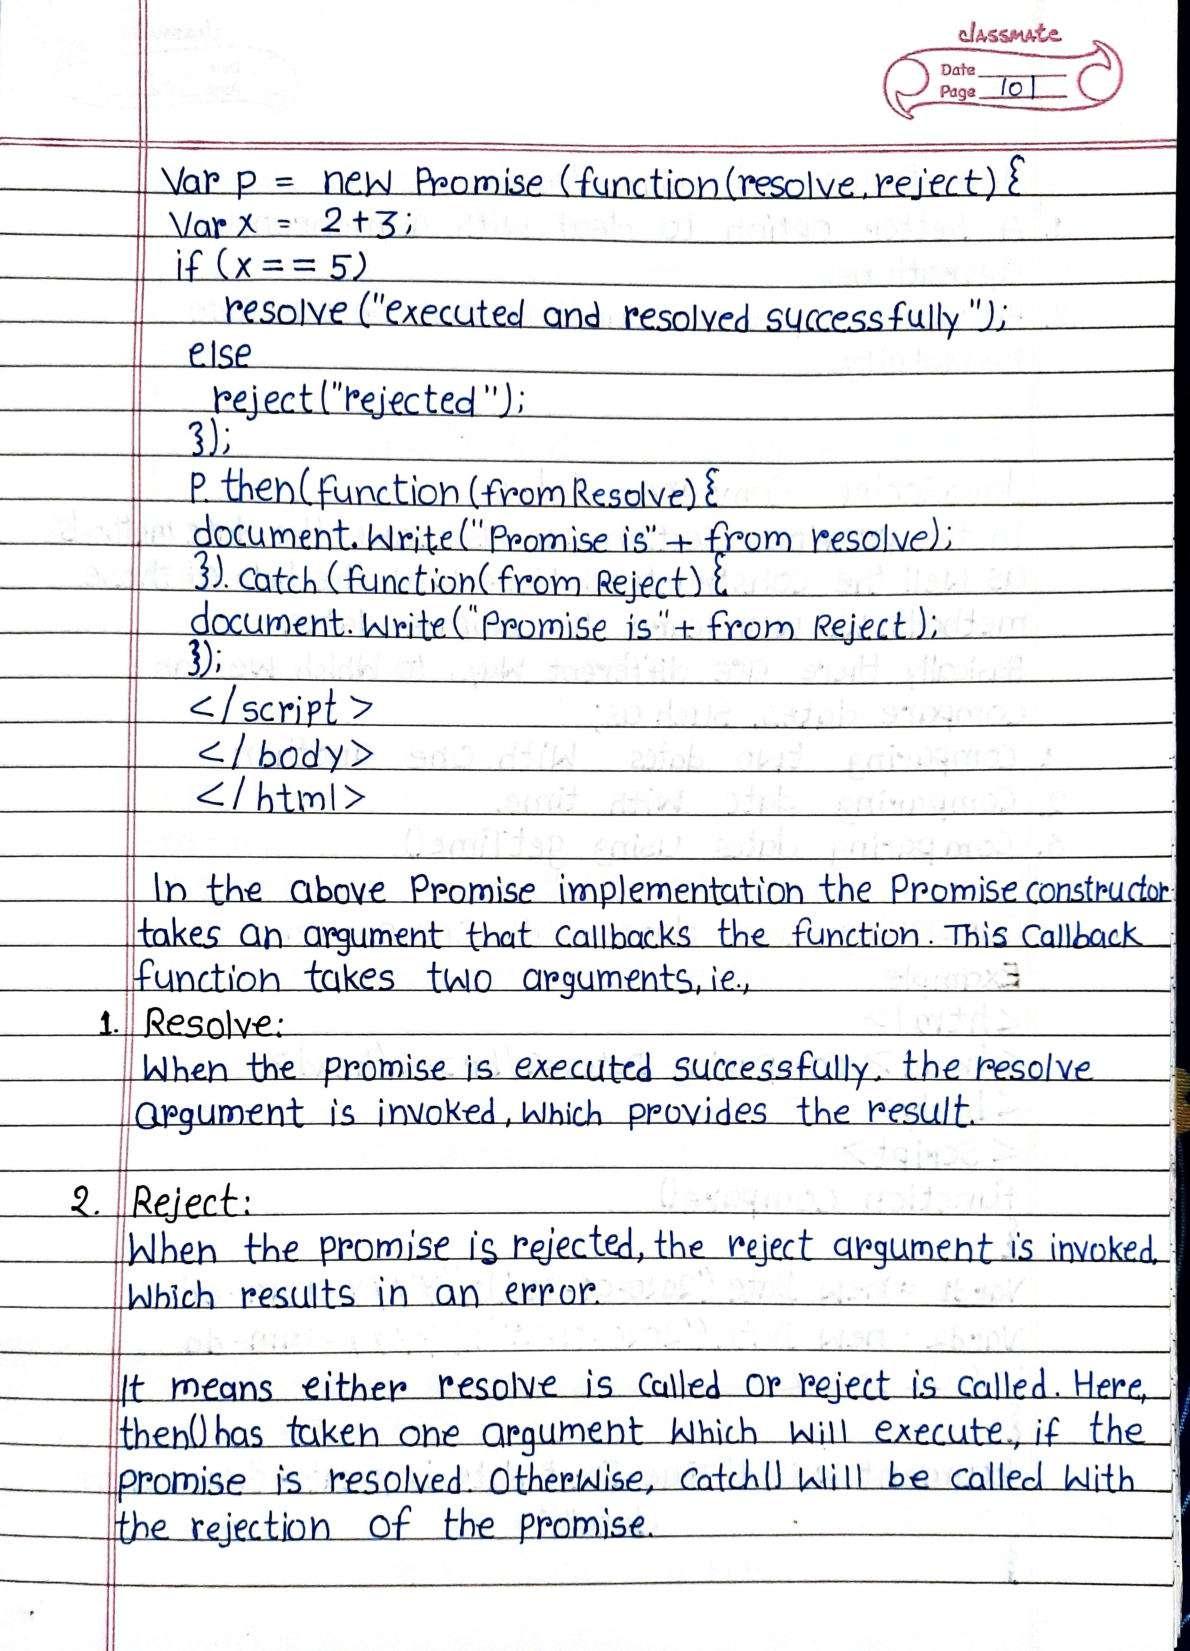 classmate
Date
Page 101
Var p = new Promise (function(resolve, reject) {
Var x = 2+3;
if (x == 5)
resolve ("executed and resolved successfully");
else
reject("rejected");
});
P. then(function (from Resolve) {
document.Write("Promise is" + from resolve);
}). catch (function(from Reject) {
document. Write("Promise is" + from Reject);
});
</script>
</body>
</html>
In the above Promise implementation the Promise constructor
takes an argument that callbacks the function. This Callback
function takes two arguments, ie.,
1. Resolve:
When the promise is executed successfully, the resolve
argument is invoked, Which provides the result.
2. Reject:
When the promise is rejected, the reject argument is invoked,
Which results in an error.
It means either resolve is called or reject is called. Here,
then() has taken one argument Which Will execute, if the
promise is resolved. Otherwise, catch() Will be called With
the rejection of the promise.